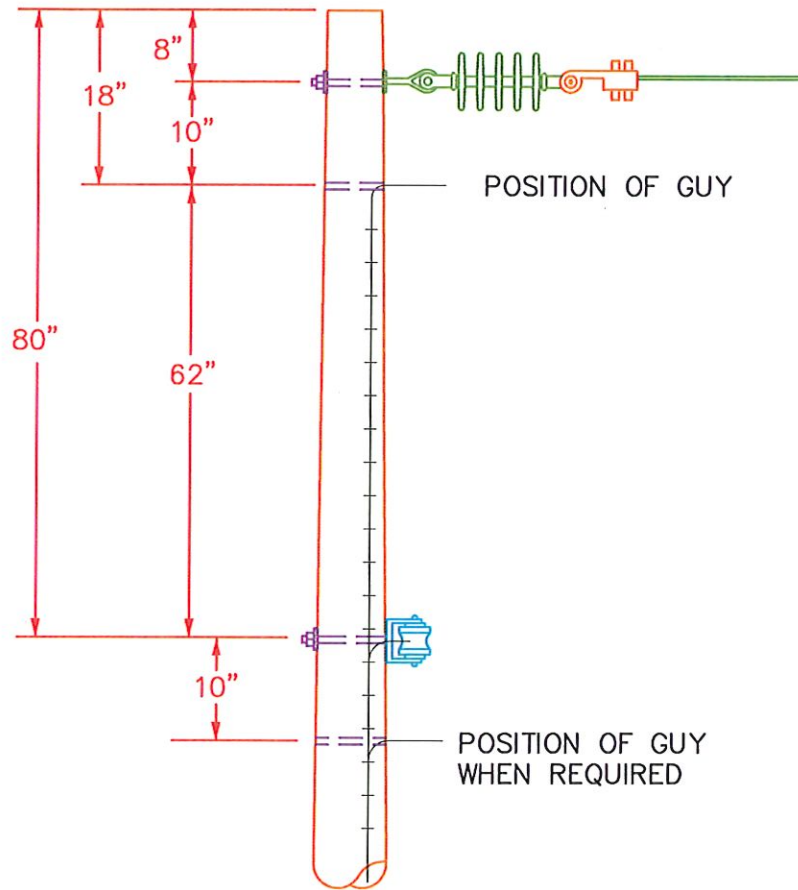 8”
18”
10”
POSITION OF GUY
80”
62”
10”
POSITION OF GUY
WHEN REQUIRED